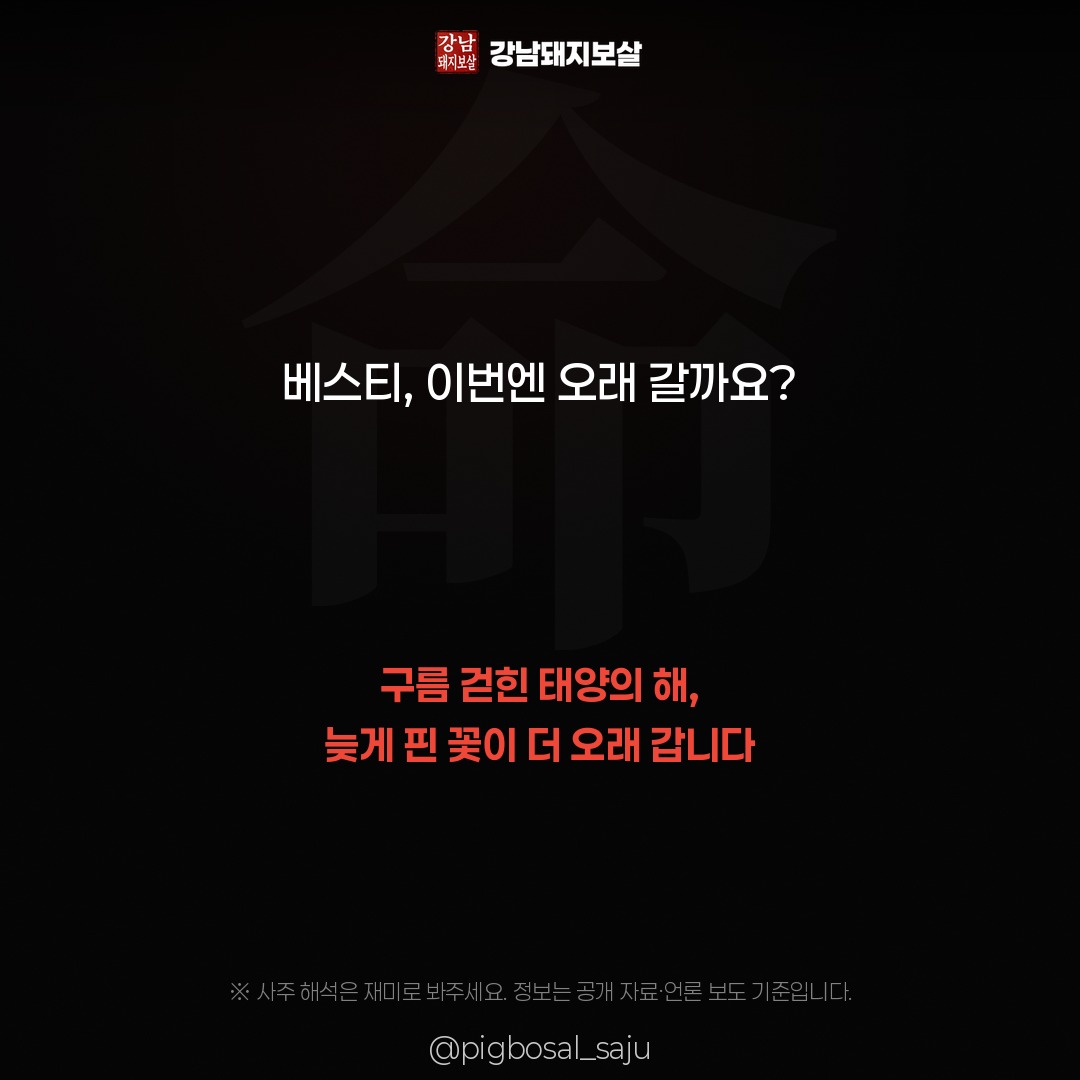 강남
돼지보살
강남돼지보살
命
베스티, 이번엔 오래 갈까요?
구름 걷힌 태양의 해,
늦게 핀 꽃이 더 오래 갑니다
※ 사주 해석은 재미로 봐주세요. 정보는 공개 자료·언론 보도 기준입니다.
@pigbosal_saju